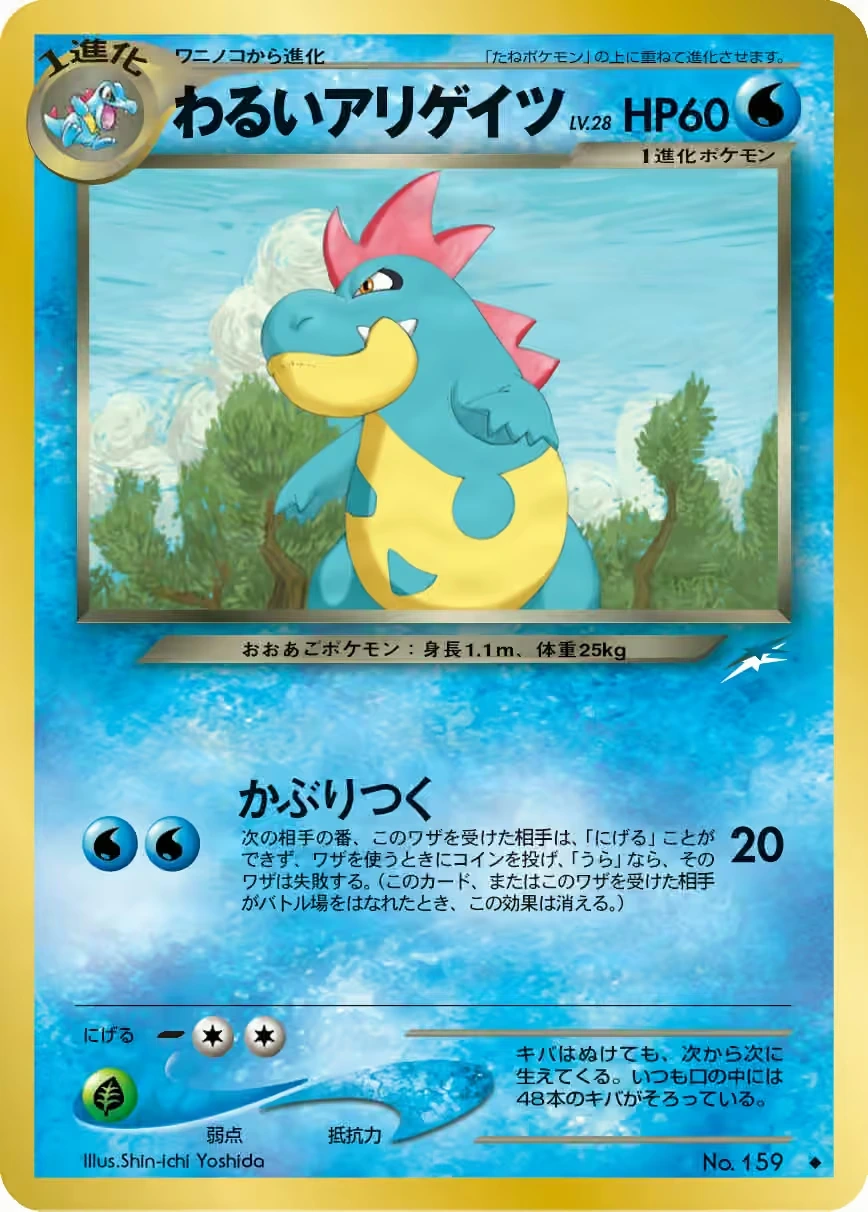 1進化
ワニノコから進化
「たねポケモン」の上に重ねて進化させます。
わるいアリゲイツ LV.28 HP60
1進化ポケモン
おおあごポケモン：身長1.1m、体重25kg
かぶりつく
次の相手の番、このワザを受けた相手は、「にげる」ことが
できず、ワザを使うときにコインを投げ、「うら」なら、その
ワザは失敗する。（このカード、またはこのワザを受けた相手
がバトル場をはなれたとき、この効果は消える。）
20
にげる
キバはぬけても、次から次に
生えてくる。いつも口の中には
48本のキバがそろっている。
弱点
抵抗力
Illus.Shin-ichi Yoshida
No. 159